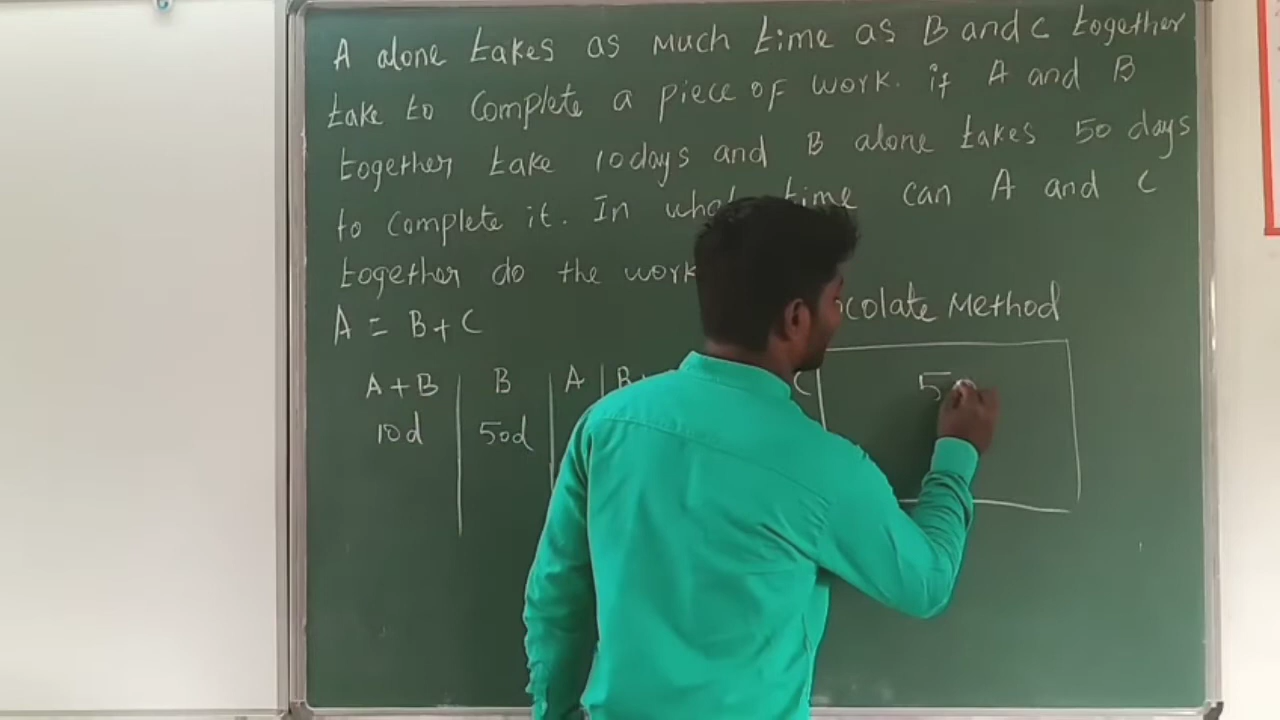 A alone takes as much time as B and C together
take to complete a piece of work. if A and B
together take 10days and B alone takes 50 days
to complete it. In what time can A and C
together do the work
A = B+C
Method
A+B B A C
10d 50d